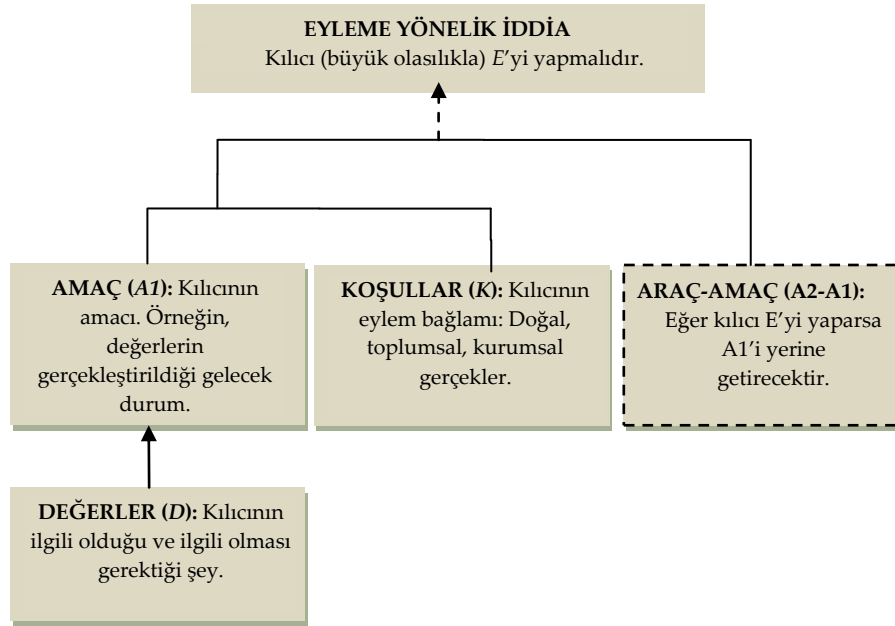 EYLEME YÖNELİK İDDİA
Kılıcı (büyük olasılıkla) E’yi yapmalıdır.
AMAÇ (A1): Kılıcının
amacı. Örneğin,
değerlerin
gerçekleştirildiği gelecek
durum.
KOŞULLAR (K): Kılıcının
eylem bağlamı: Doğal,
toplumsal, kurumsal
gerçekler.
ARAÇ-AMAÇ (A2-A1):
Eğer kılıcı E’yi yaparsa
A1’i yerine
getirecektir.
DEĞERLER (D): Kılıcının
ilgili olduğu ve ilgili olması
gerektiği şey.